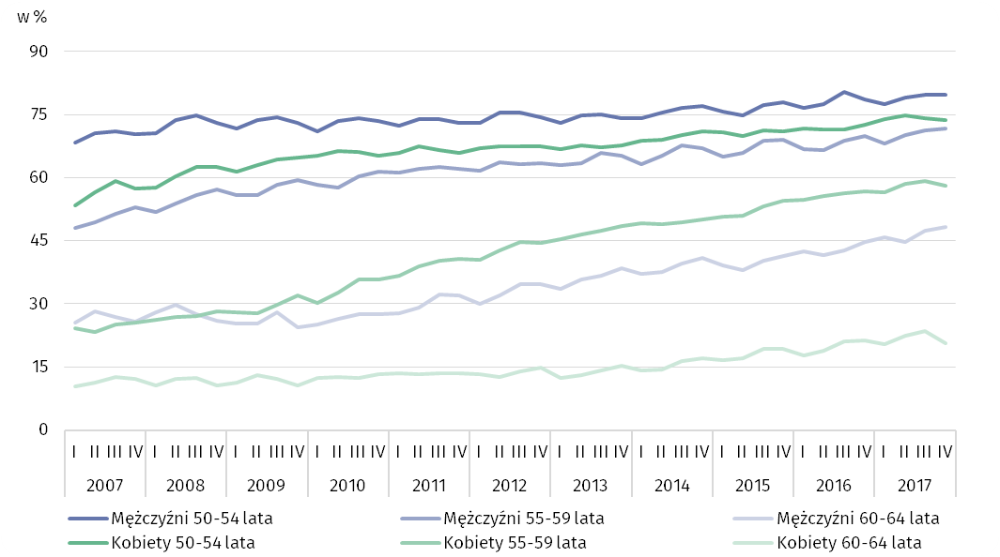 w %
90
75
60
45
30
15
0
I II III IV I II III IV I II III IV I II III IV I II III IV I II III IV I II III IV I II III IV I II III IV I II III IV I II III IV
2007 2008 2009 2010 2011 2012 2013 2014 2015 2016 2017
Mężczyźni 50-54 lata Mężczyźni 55-59 lata Mężczyźni 60-64 lata
Kobiety 50-54 lata Kobiety 55-59 lata Kobiety 60-64 lata